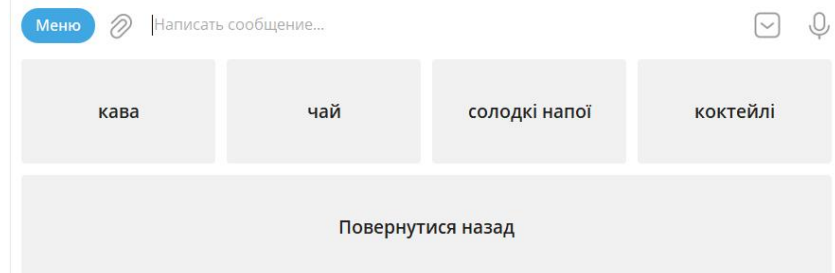 Меню Написать сообщение...
кава чай солодкі напої коктейлі
Повернутися назад